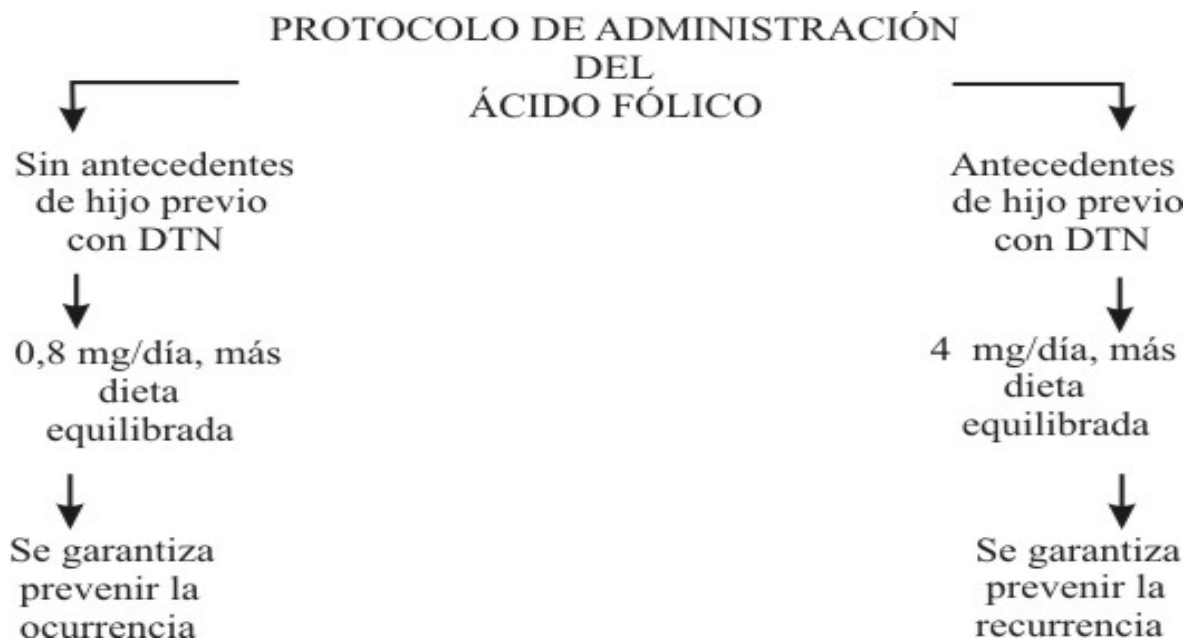 PROTOCOLO DE ADMINISTRACIÓN
DEL
ÁCIDO FÓLICO
Sin antecedentes
de hijo previo
con DTN
0,8 mg/día, más
dieta
equilibrada
Se garantiza
prevenir la
ocurrencia
Antecedentes
de hijo previo
con DTN
4 mg/día, más
dieta
equilibrada
Se garantiza
prevenir la
recurrencia